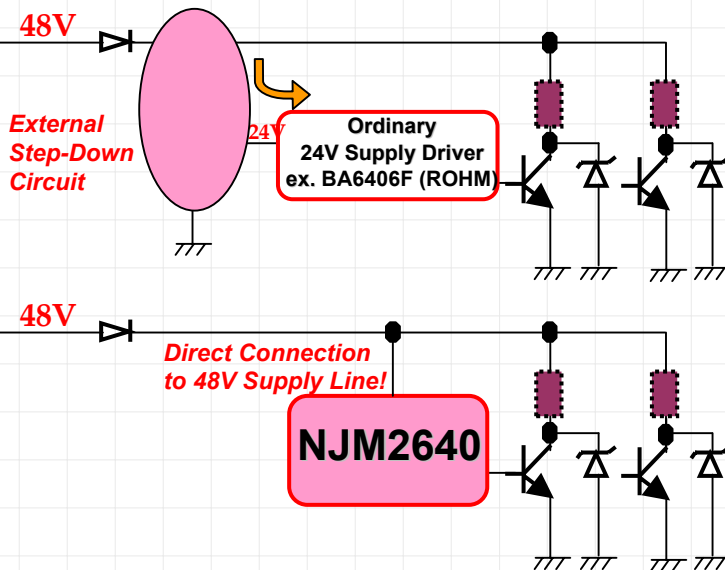 48V
External
Step-Down
Circuit
24V
Ordinary
24V Supply Driver
ex. BA6406F (ROHM)
48V
Direct Connection
to 48V Supply Line!
NJM2640